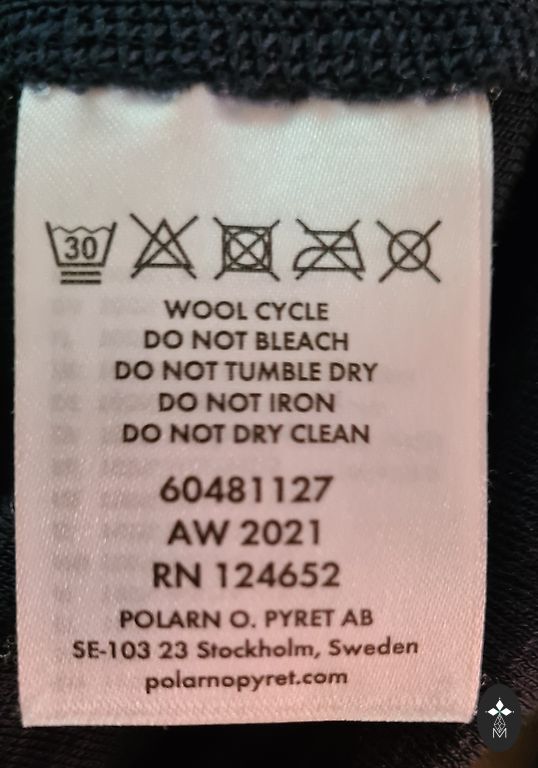 30
WOOL CYCLE
DO NOT BLEACH
DO NOT TUMBLE DRY
DO NOT IRON
DO NOT DRY CLEAN
60481127
AW 2021
RN 124652
POLARN O. PYRET AB
SE-103 23 Stockholm, Sweden
polarnopyret.com
M